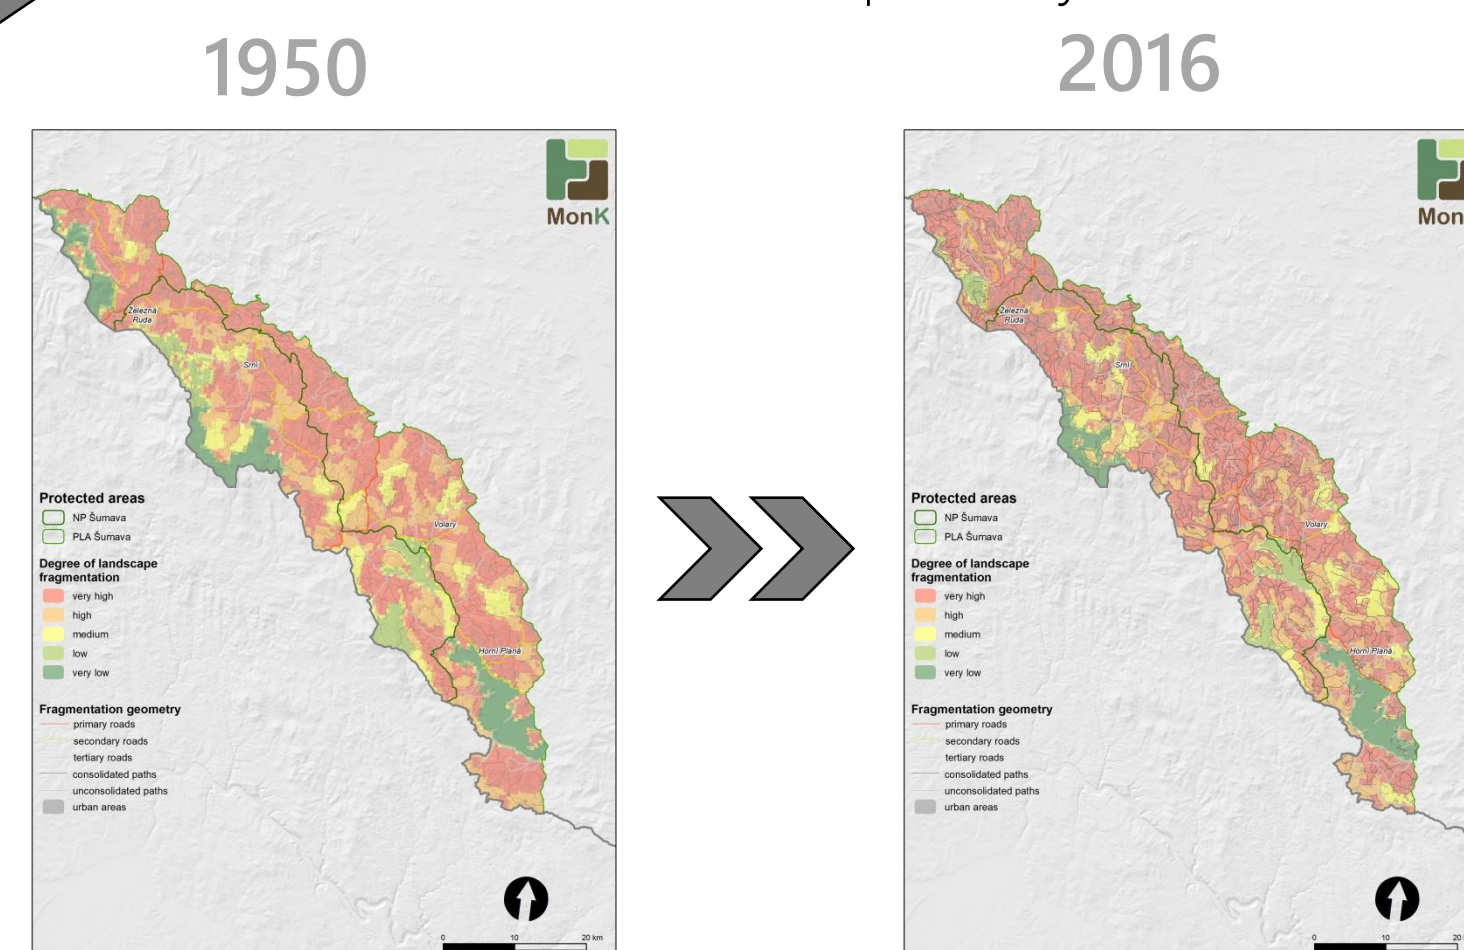 1950
2016
MonK
Železná
Ruda
Srní
Volary
Horní Planá
Protected areas
NP Šumava
PLA Šumava
Degree of landscape
fragmentation
very high
high
medium
low
very low
Fragmentation geometry
primary roads
secondary roads
tertiary roads
consolidated paths
unconsolidated paths
urban areas
0 10 20 km
Mon
Železná
Ruda
Srní
Volary
Horní Planá
Protected areas
NP Šumava
PLA Šumava
Degree of landscape
fragmentation
very high
high
medium
low
very low
Fragmentation geometry
primary roads
secondary roads
tertiary roads
consolidated paths
unconsolidated paths
urban areas
0 10 20